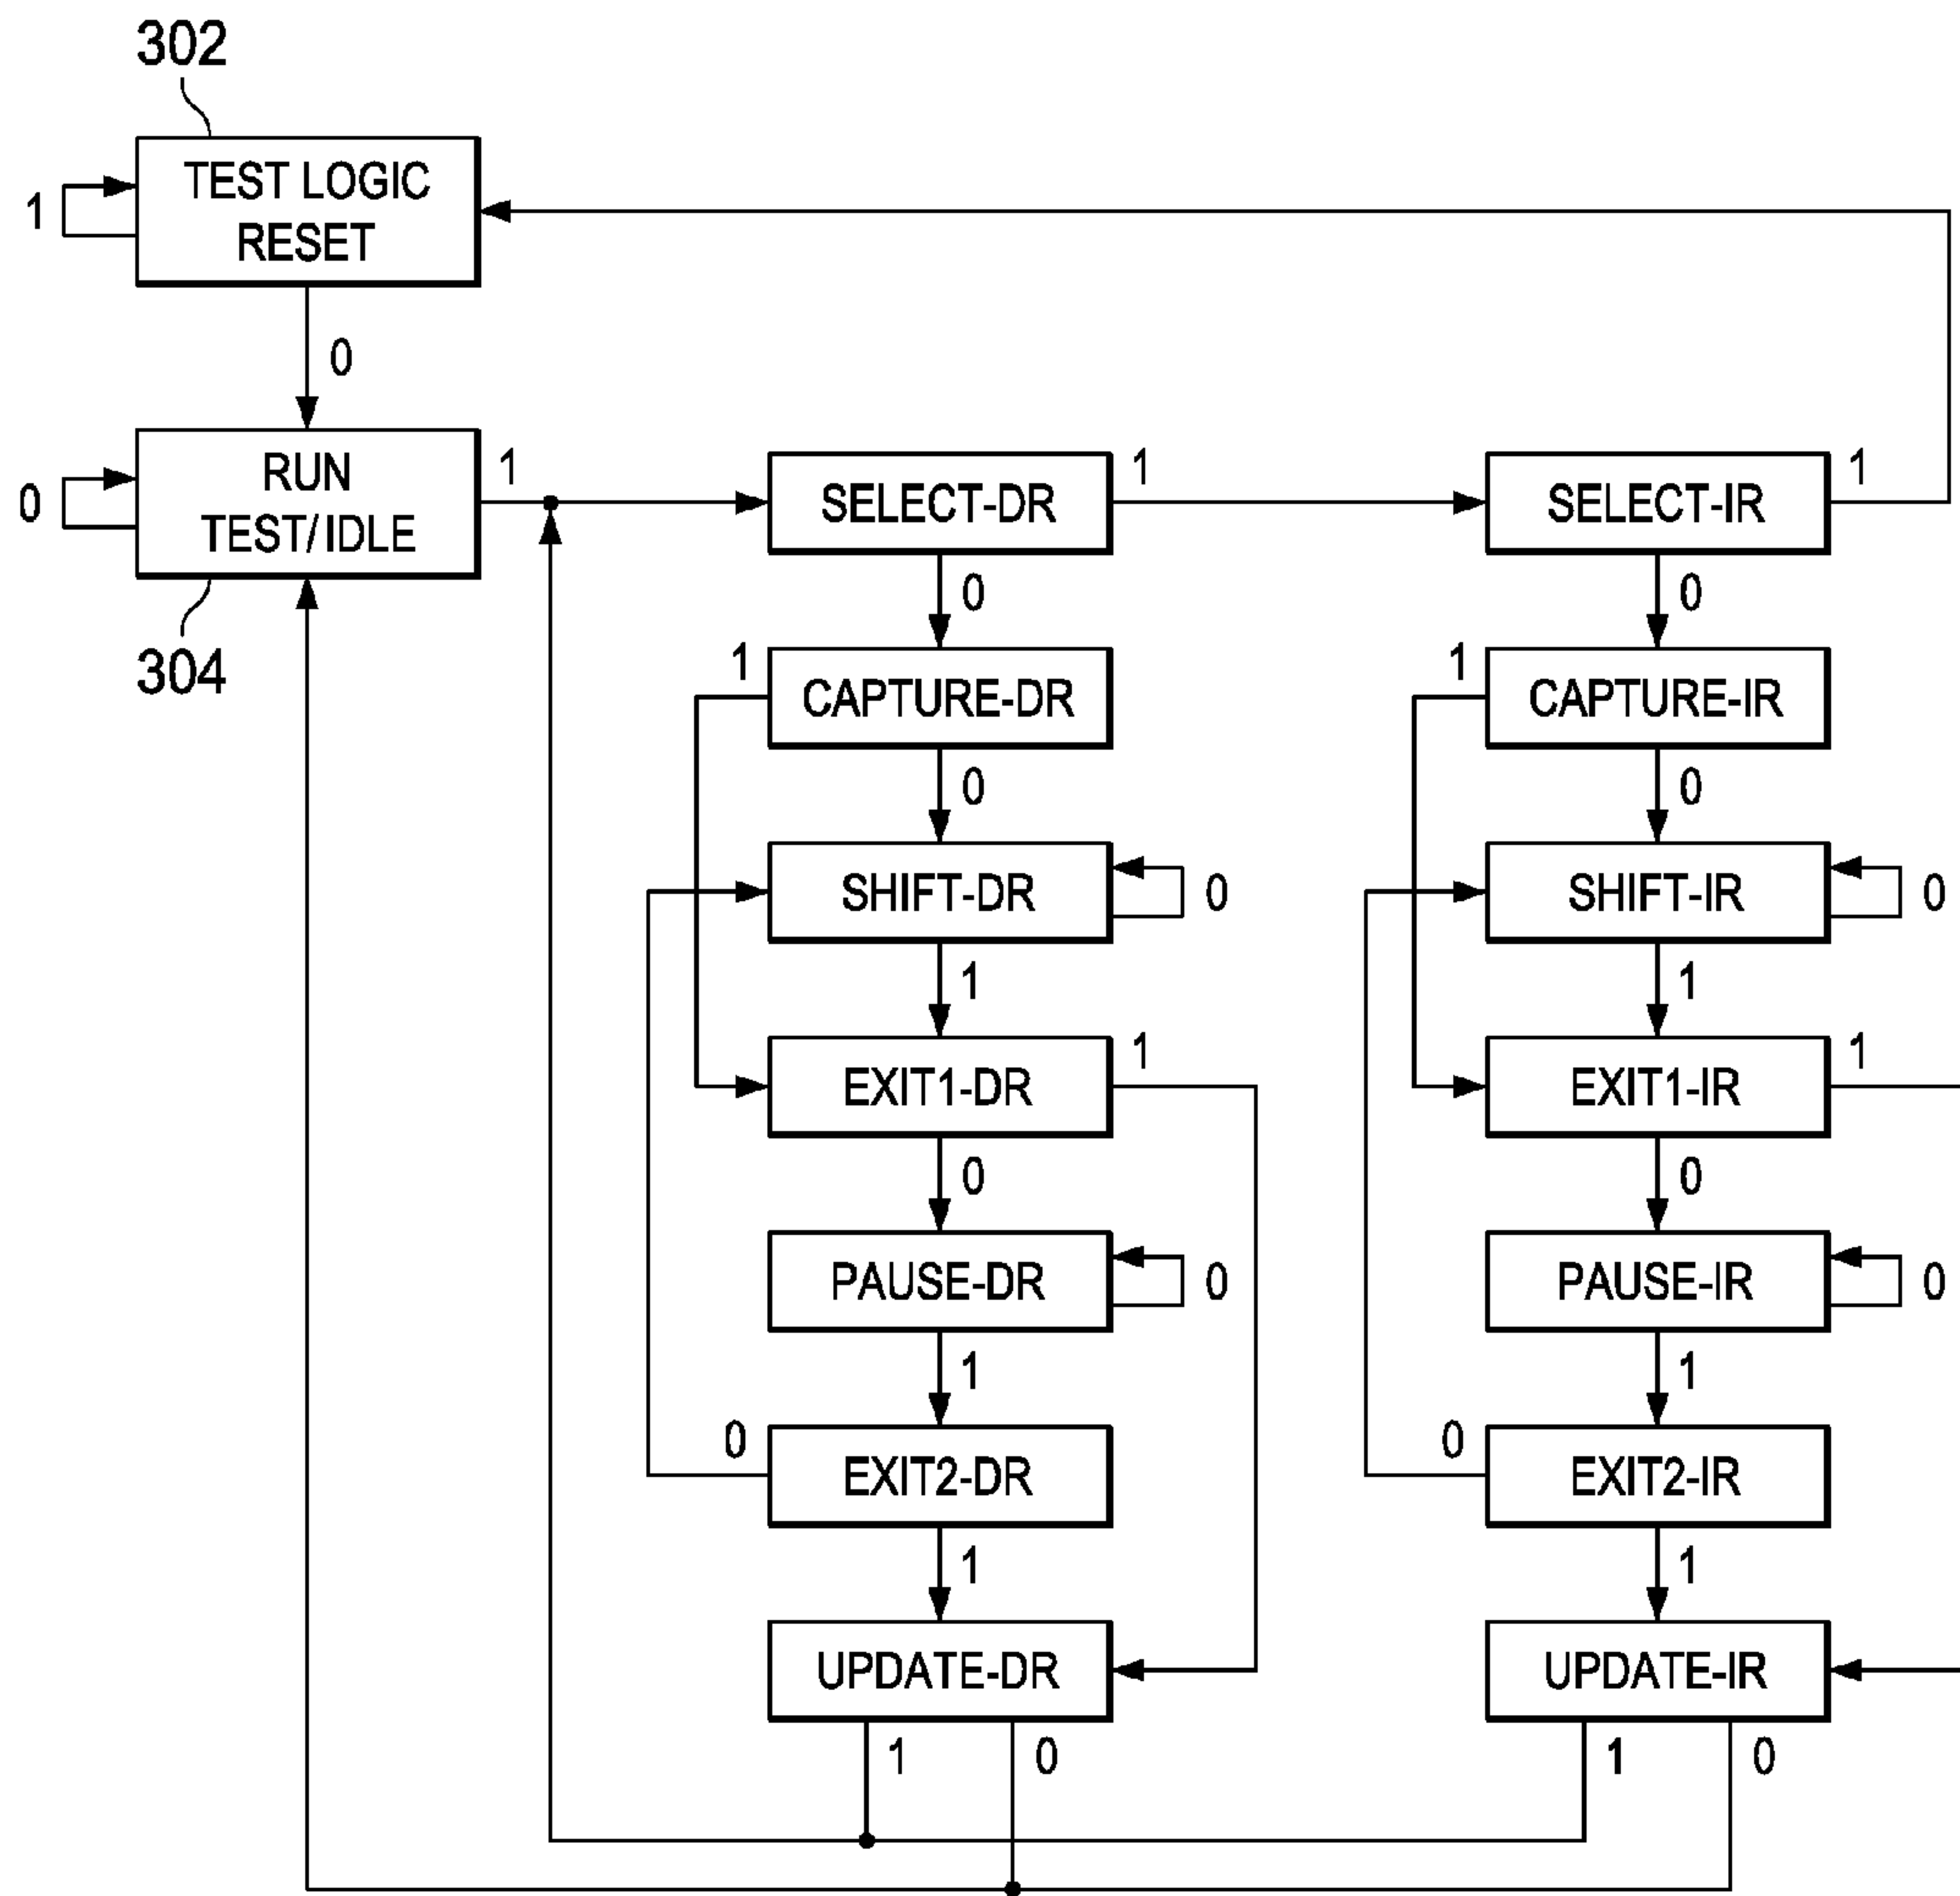 302
TEST LOGIC
RESET
1
0
RUN
TEST/IDLE
1
0
304
SELECT-DR
1
SELECT-IR
1
0
0
1
CAPTURE-DR
1
CAPTURE-IR
0
0
SHIFT-DR
0
SHIFT-IR
0
1
1
EXIT1-DR
1
EXIT1-IR
1
0
0
PAUSE-DR
0
PAUSE-IR
0
1
1
0
EXIT2-DR
0
EXIT2-IR
1
1
UPDATE-DR
UPDATE-IR
1
0
1
0